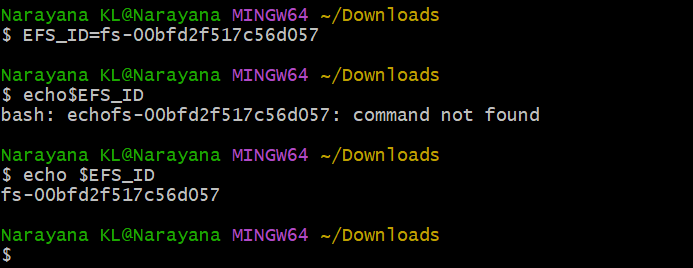 Narayana KL@Narayana MINGW64 ~/Downloads
$ EFS_ID=fs-00bfd2f517c56d057
Narayana KL@Narayana MINGW64 ~/Downloads
$ echo$EFS_ID
bash: echofs-00bfd2f517c56d057: command not found
Narayana KL@Narayana MINGW64 ~/Downloads
$ echo $EFS_ID
fs-00bfd2f517c56d057
Narayana KL@Narayana MINGW64 ~/Downloads
$